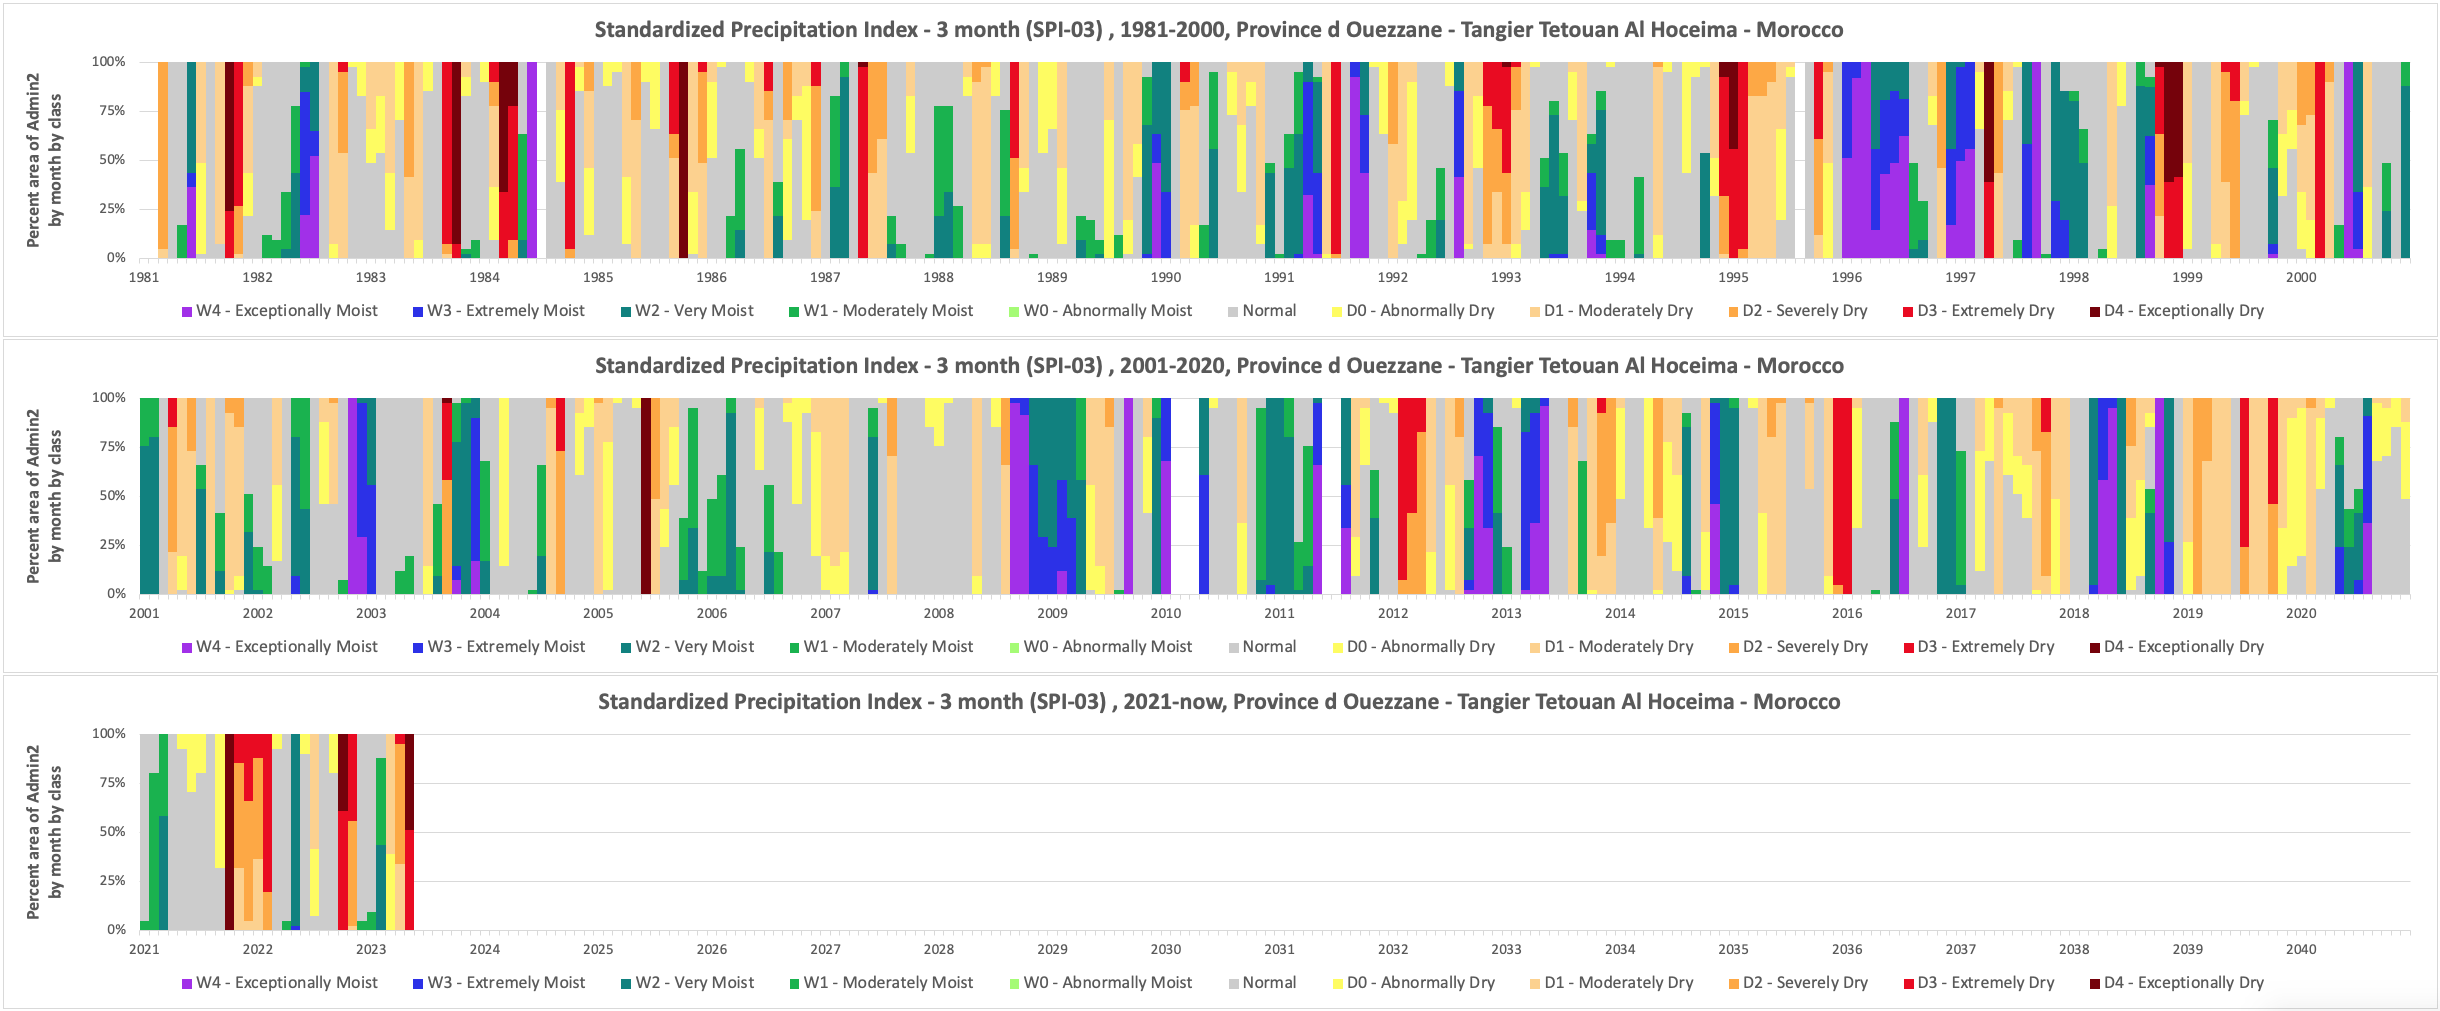 Standardized Precipitation Index - 3 month (SPI-03) , 1981-2000, Province d Ouezzane - Tangier Tetouan Al Hoceima - Morocco
Percent area of Admin2
by month by class
100%
75%
50%
25%
0%
1981 1982 1983 1984 1985 1986 1987 1988 1989 1990 1991 1992 1993 1994 1995 1996 1997 1998 1999 2000
W4 - Exceptionally Moist W3 - Extremely Moist W2 - Very Moist W1 - Moderately Moist W0 - Abnormally Moist Normal D0 - Abnormally Dry D1 - Moderately Dry D2 - Severely Dry D3 - Extremely Dry D4 - Exceptionally Dry
Standardized Precipitation Index - 3 month (SPI-03) , 2001-2020, Province d Ouezzane - Tangier Tetouan Al Hoceima - Morocco
Percent area of Admin2
by month by class
100%
75%
50%
25%
0%
2001 2002 2003 2004 2005 2006 2007 2008 2009 2010 2011 2012 2013 2014 2015 2016 2017 2018 2019 2020
W4 - Exceptionally Moist W3 - Extremely Moist W2 - Very Moist W1 - Moderately Moist W0 - Abnormally Moist Normal D0 - Abnormally Dry D1 - Moderately Dry D2 - Severely Dry D3 - Extremely Dry D4 - Exceptionally Dry
Standardized Precipitation Index - 3 month (SPI-03) , 2021-now, Province d Ouezzane - Tangier Tetouan Al Hoceima - Morocco
Percent area of Admin2
by month by class
100%
75%
50%
25%
0%
2021 2022 2023 2024 2025 2026 2027 2028 2029 2030 2031 2032 2033 2034 2035 2036 2037 2038 2039 2040
W4 - Exceptionally Moist W3 - Extremely Moist W2 - Very Moist W1 - Moderately Moist W0 - Abnormally Moist Normal D0 - Abnormally Dry D1 - Moderately Dry D2 - Severely Dry D3 - Extremely Dry D4 - Exceptionally Dry